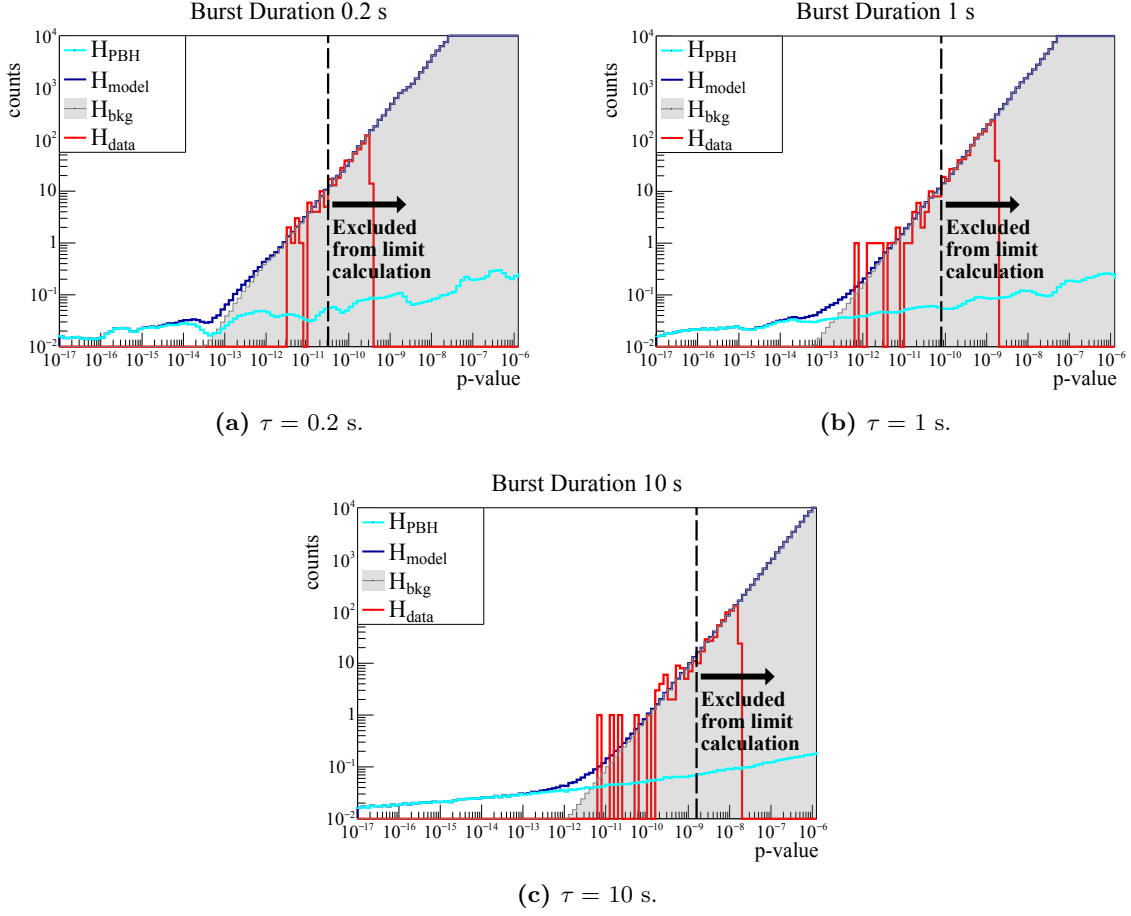 Burst Duration 0.2 s
counts
10^4
10^3
10^2
10
1
10^-1
10^-2
H_PBH
H_model
H_bkg
H_data
Excluded
from limit
calculation
10^-17 10^-16 10^-15 10^-14 10^-13 10^-12 10^-11 10^-10 10^-9 10^-8 10^-7 10^-6
p-value
(a) τ = 0.2 s.
Burst Duration 1 s
counts
10^4
10^3
10^2
10
1
10^-1
10^-2
H_PBH
H_model
H_bkg
H_data
Excluded
from limit
calculation
10^-17 10^-16 10^-15 10^-14 10^-13 10^-12 10^-11 10^-10 10^-9 10^-8 10^-7 10^-6
p-value
(b) τ = 1 s.
Burst Duration 10 s
counts
10^4
10^3
10^2
10
1
10^-1
10^-2
H_PBH
H_model
H_bkg
H_data
Excluded
from limit
calculation
10^-17 10^-16 10^-15 10^-14 10^-13 10^-12 10^-11 10^-10 10^-9 10^-8 10^-7 10^-6
p-value
(c) τ = 10 s.